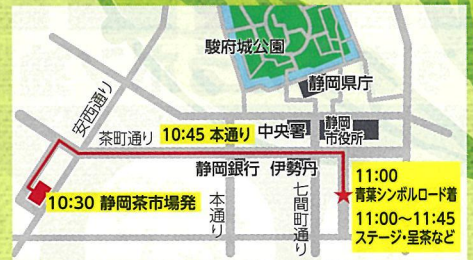 駿府城公園
静岡県庁
安西通り
茶町通り
10:45 本通り
中央署
静岡
市役所
静岡銀行
伊勢丹
10:30 静岡茶市場発
本通り
七間町通り
11:00
青葉シンボルロード着
11:00〜11:45
ステージ・呈茶など